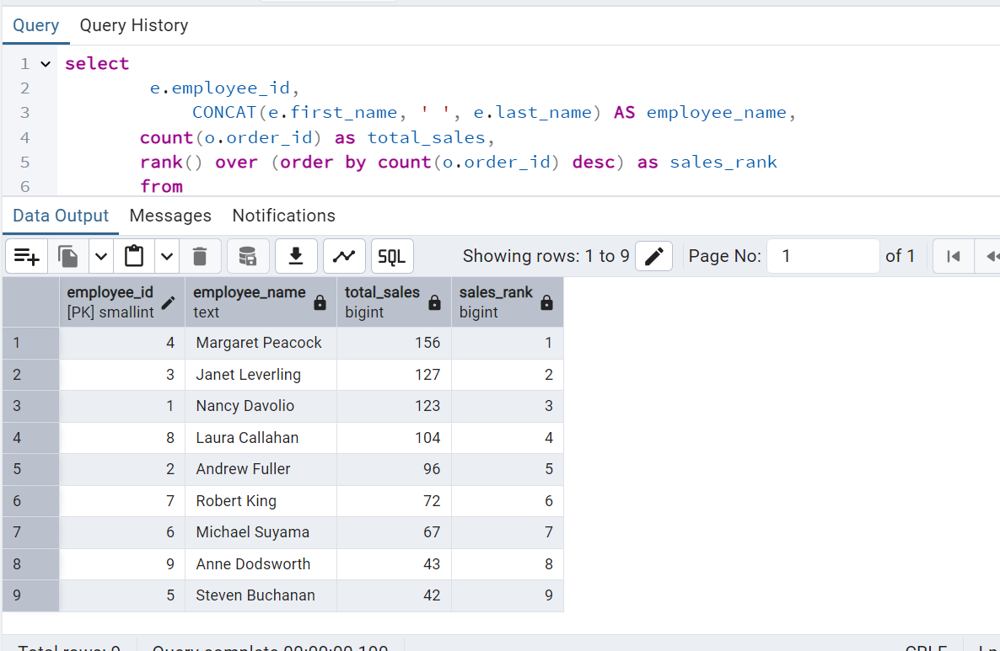 Query Query History
1 select
2 e.employee_id,
3 CONCAT(e.first_name, ' ', e.last_name) AS employee_name,
4 count(o.order_id) as total_sales,
5 rank() over (order by count(o.order_id) desc) as sales_rank
6 from
Data Output Messages Notifications
SQL Showing rows: 1 to 9 Page No: 1 of 1
employee_id employee_name total_sales sales_rank
[PK] smallint text bigint bigint
1 4 Margaret Peacock 156 1
2 3 Janet Leverling 127 2
3 1 Nancy Davolio 123 3
4 8 Laura Callahan 104 4
5 2 Andrew Fuller 96 5
6 7 Robert King 72 6
7 6 Michael Suyama 67 7
8 9 Anne Dodsworth 43 8
9 5 Steven Buchanan 42 9
Total rows: 9 Query complete 00:00:00.100 CRLF Ln